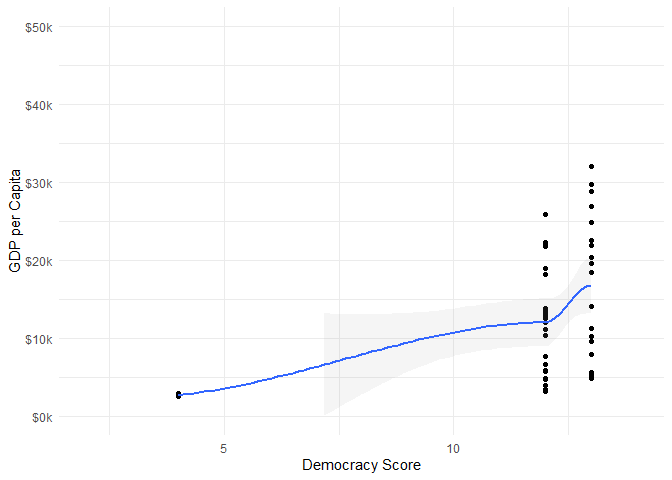 $50k
$40k
$30k
$20k
$10k
$0k
GDP per Capita
5
10
Democracy Score